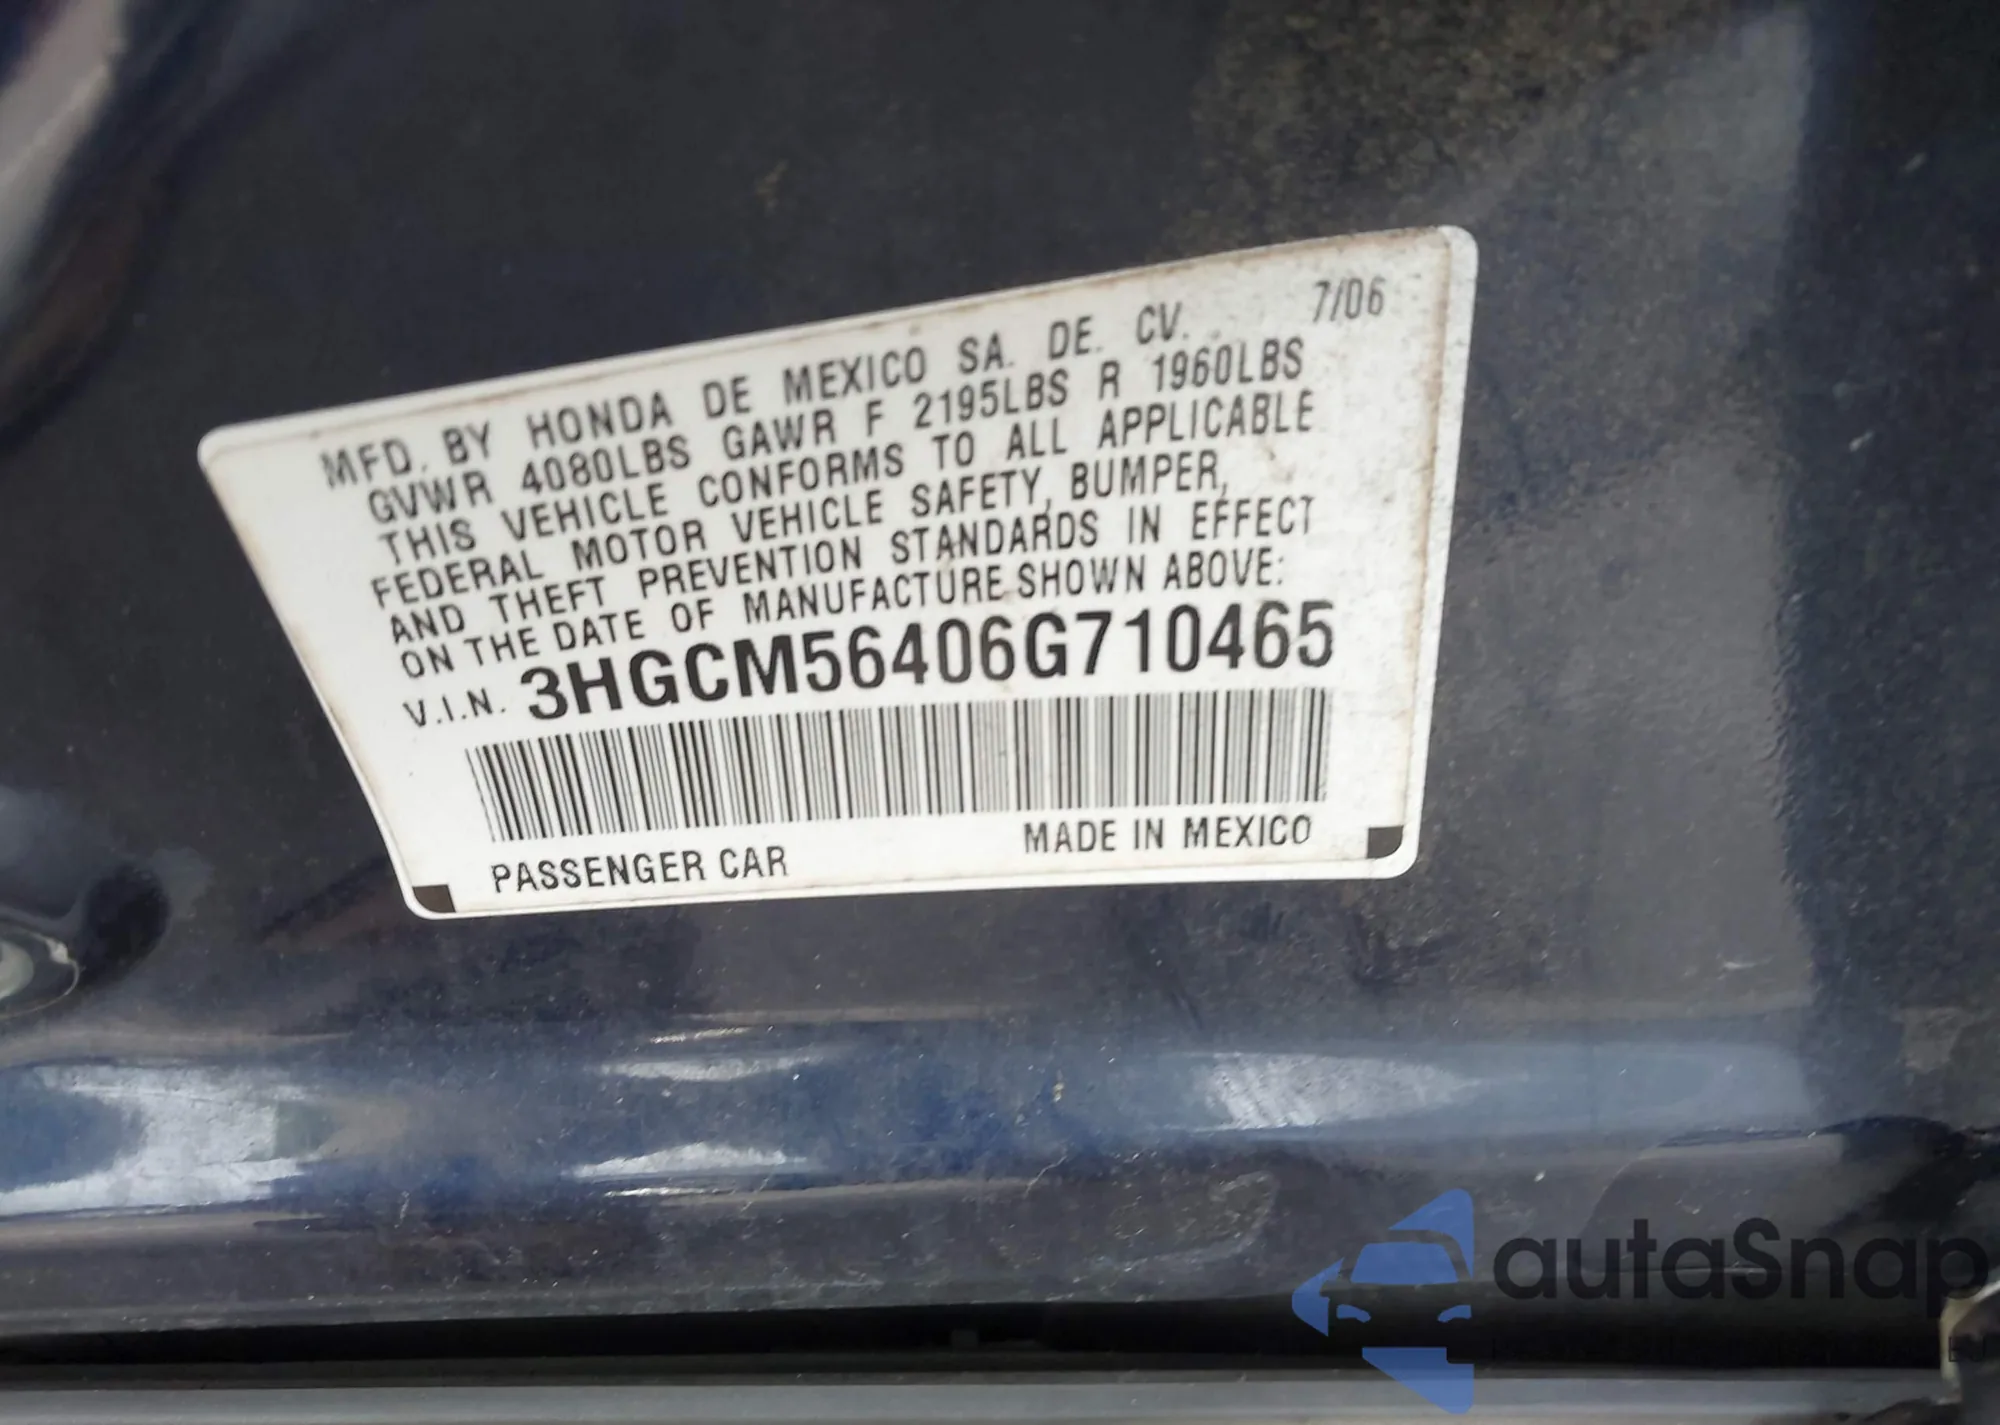 7/06
MFD. BY HONDA DE MEXICO SA. DE. CV.
GVWR 4080LBS GAWR F 2195LBS R 1960LBS
THIS VEHICLE CONFORMS TO ALL APPLICABLE
FEDERAL MOTOR VEHICLE SAFETY, BUMPER,
AND THEFT PREVENTION STANDARDS IN EFFECT
ON THE DATE OF MANUFACTURE SHOWN ABOVE:
V.I.N. 3HGCM56406G710465
PASSENGER CAR MADE IN MEXICO
autaSnap